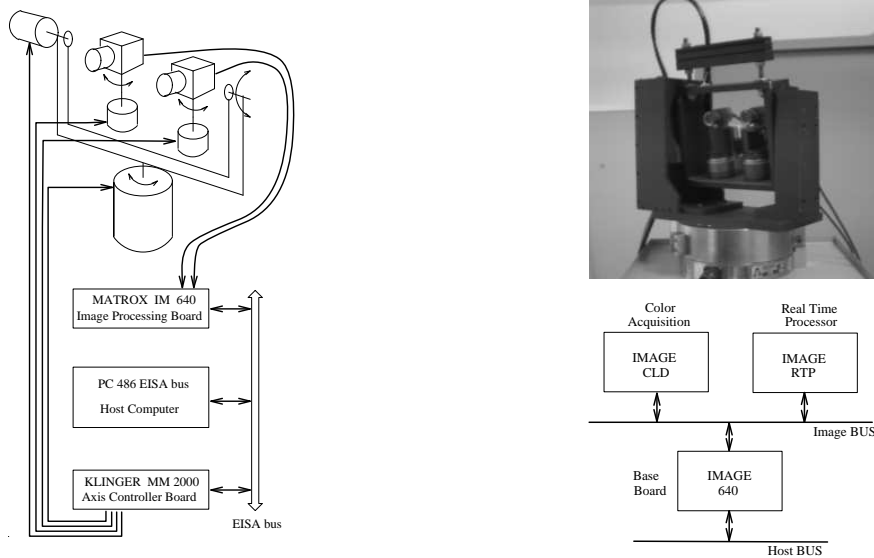 MATROX IM 640
Image Processing Board
PC 486 EISA bus
Host Computer
KLINGER MM 2000
Axis Controller Board
EISA bus
Color
Acquisition
Real Time
Processor
IMAGE
CLD
IMAGE
RTP
Image BUS
Base
Board
IMAGE
640
Host BUS